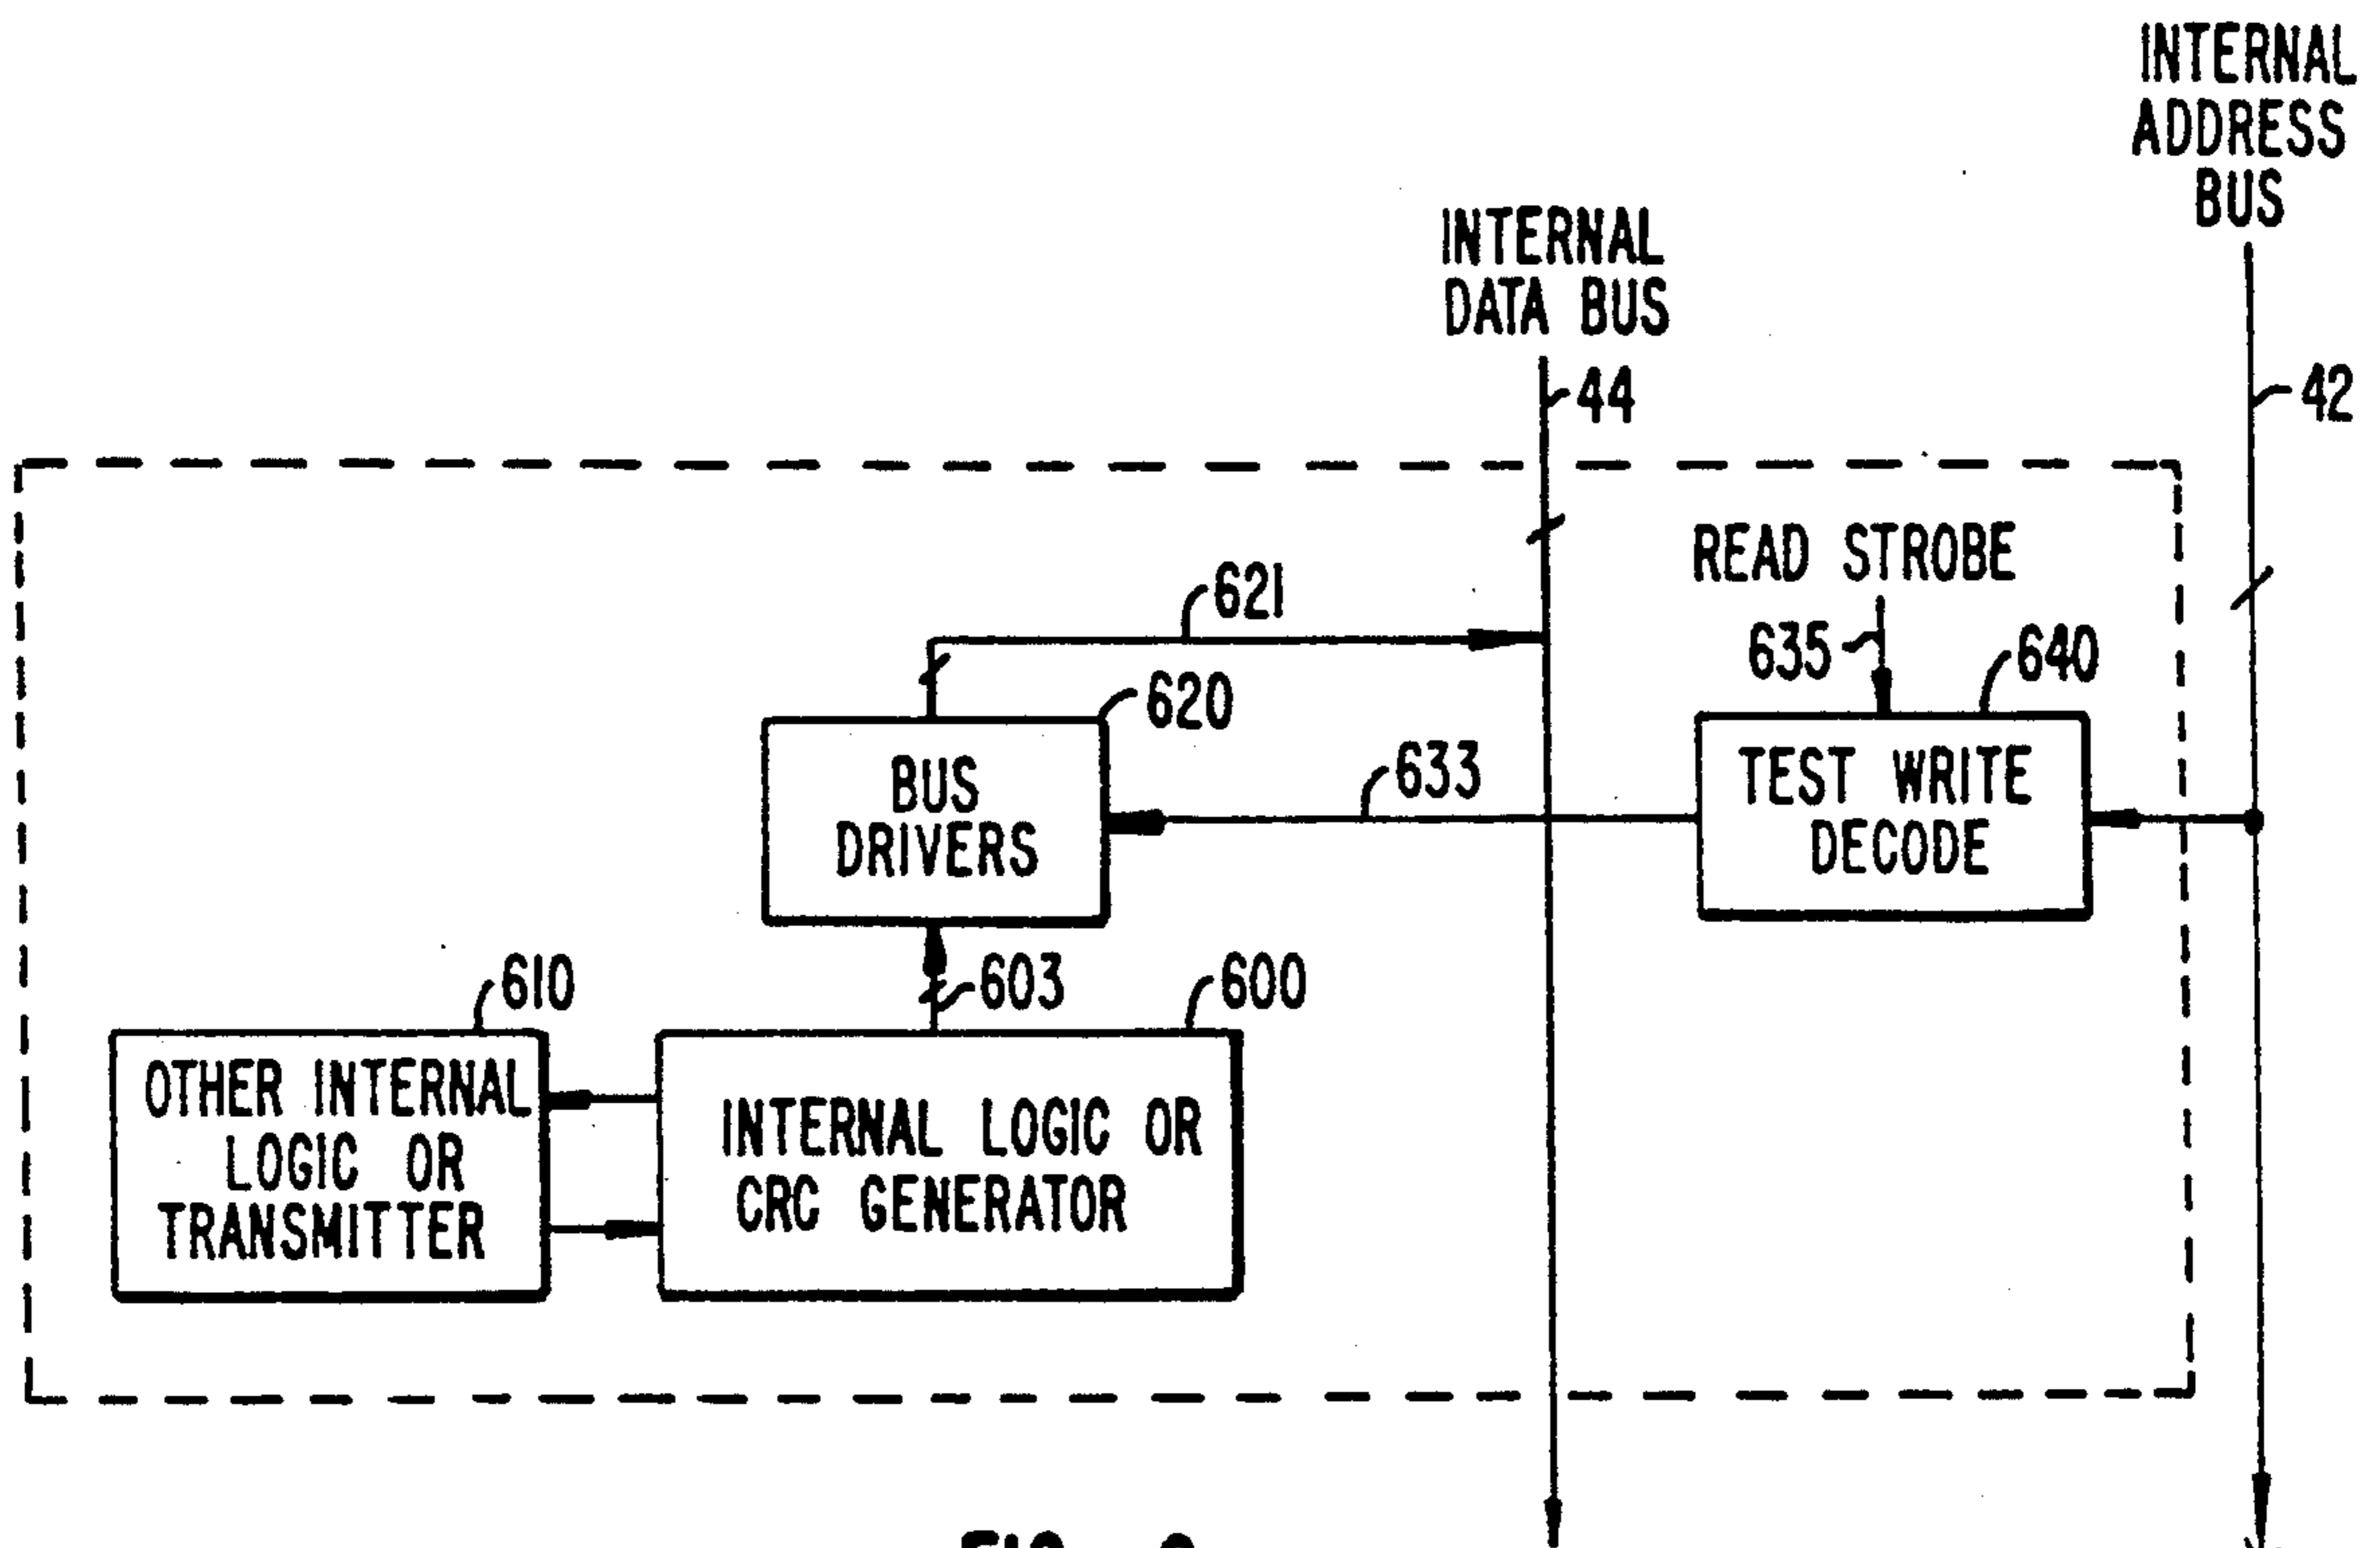 INTERNAL
ADDRESS
BUS
INTERNAL
DATA BUS
44
42
READ STROBE
621
635
640
620
633
TEST WRITE
DECODE
BUS
DRIVERS
610
603
600
OTHER INTERNAL
LOGIC OR
TRANSMITTER
INTERNAL LOGIC OR
CRC GENERATOR